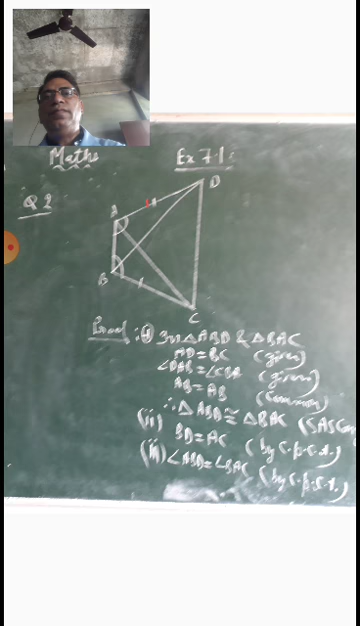 Maths
Ex 7.1
Q 2
A
D
B
C
Proof :- (i) In △ABD & △BAC
AD = BC (given)
∠DAB = ∠CBA (given)
AB = AB (common)
∴ △ABD ≅ △BAC (SAS
(ii) BD = AC (by c.p.c.t.)
(iii) ∠ABD = ∠BAC (by c.p.c.t.)